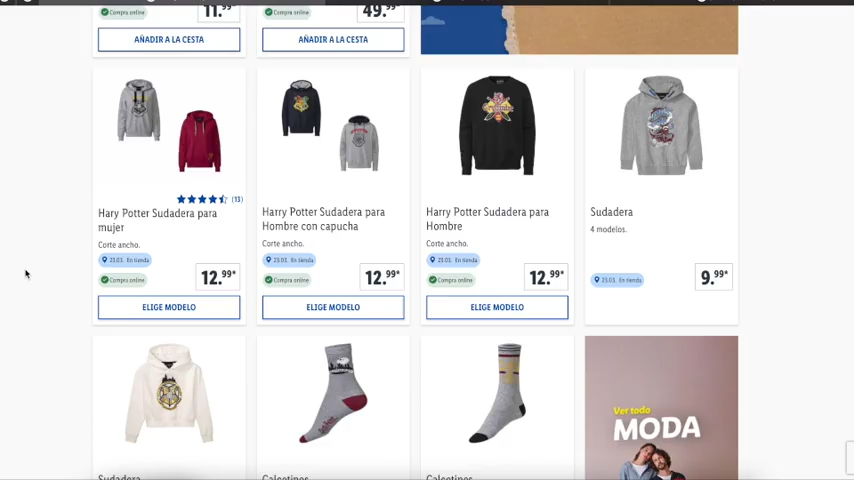 11.99*
Compra online
49.99*
Compra online
AÑADIR A LA CESTA
AÑADIR A LA CESTA
(13)
Hary Potter Sudadera para
mujer
Corte ancho.
23.03. En tienda
Compra online
12.99*
ELIGE MODELO
Harry Potter Sudadera para
Hombre con capucha
Corte ancho.
23.03. En tienda
Compra online
12.99*
ELIGE MODELO
Harry Potter Sudadera para
Hombre
Corte ancho.
23.03. En tienda
Compra online
12.99*
ELIGE MODELO
Sudadera
4 modelos.
23.03. En tienda
9.99*
Sudadera
Calcetines
Calcetines
Ver todo
MODA